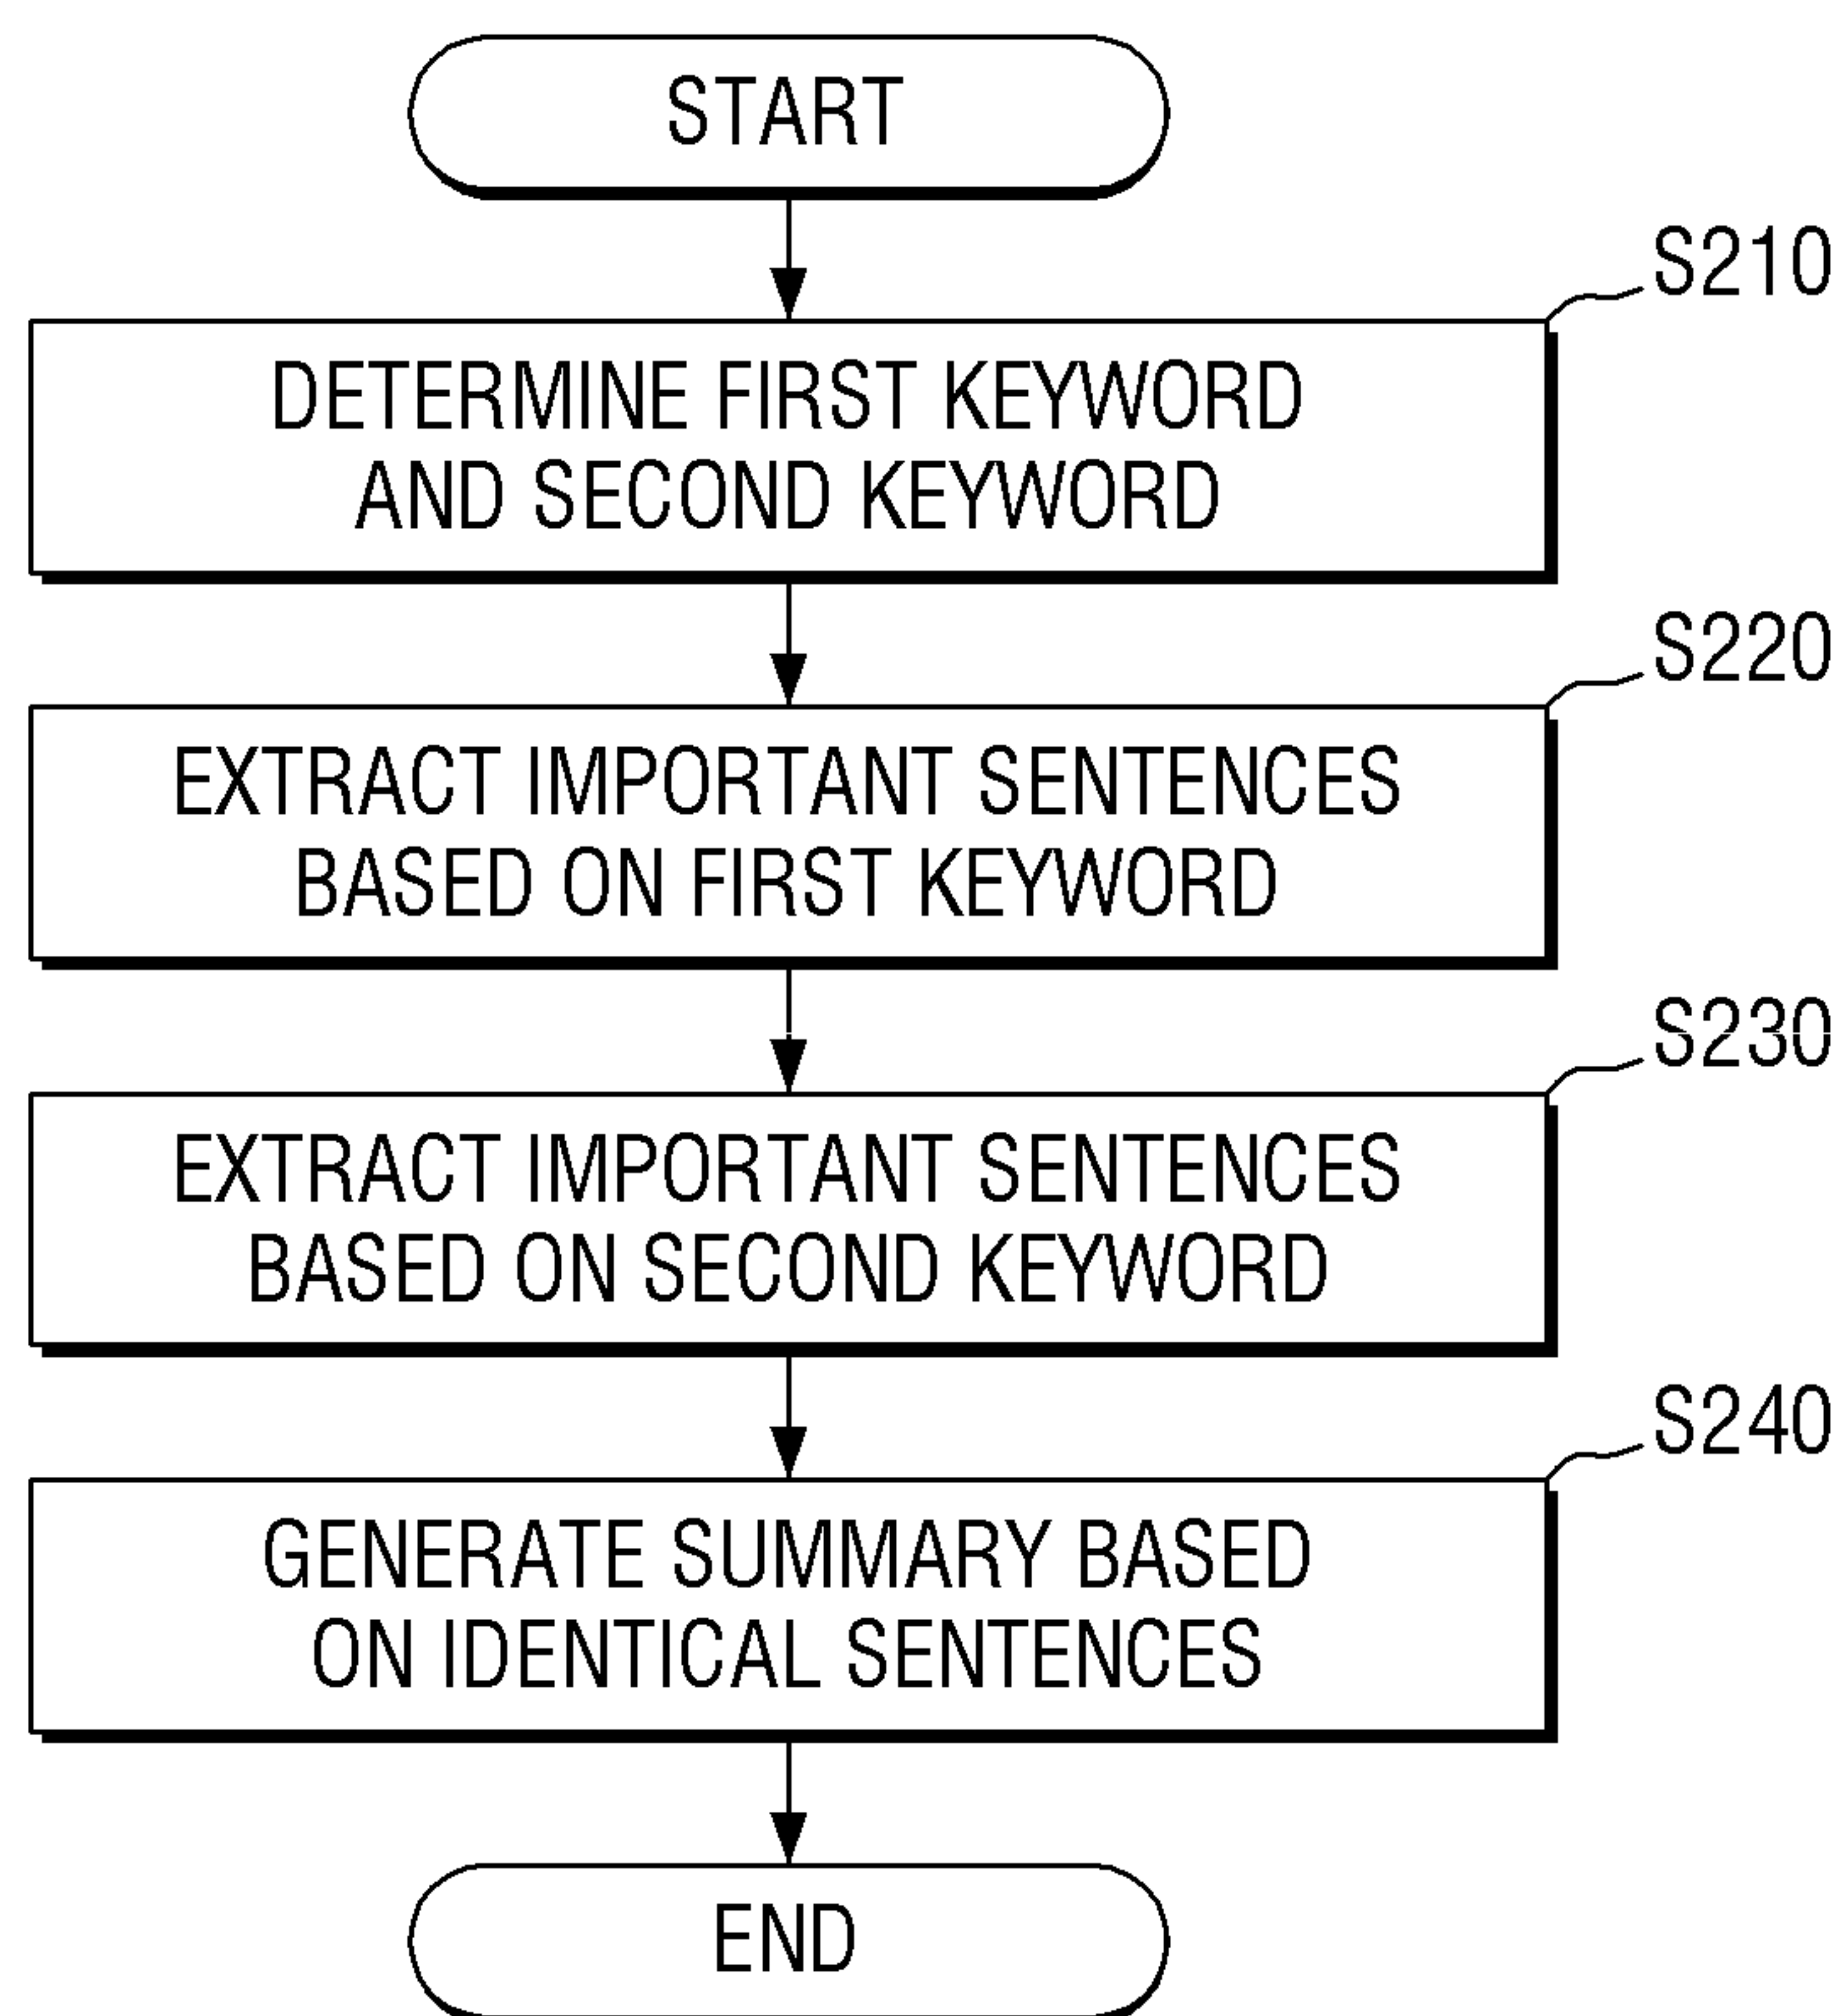 START
S210
DETERMINE FIRST KEYWORD
AND SECOND KEYWORD
S220
EXTRACT IMPORTANT SENTENCES
BASED ON FIRST KEYWORD
S230
EXTRACT IMPORTANT SENTENCES
BASED ON SECOND KEYWORD
S240
GENERATE SUMMARY BASED
ON IDENTICAL SENTENCES
END